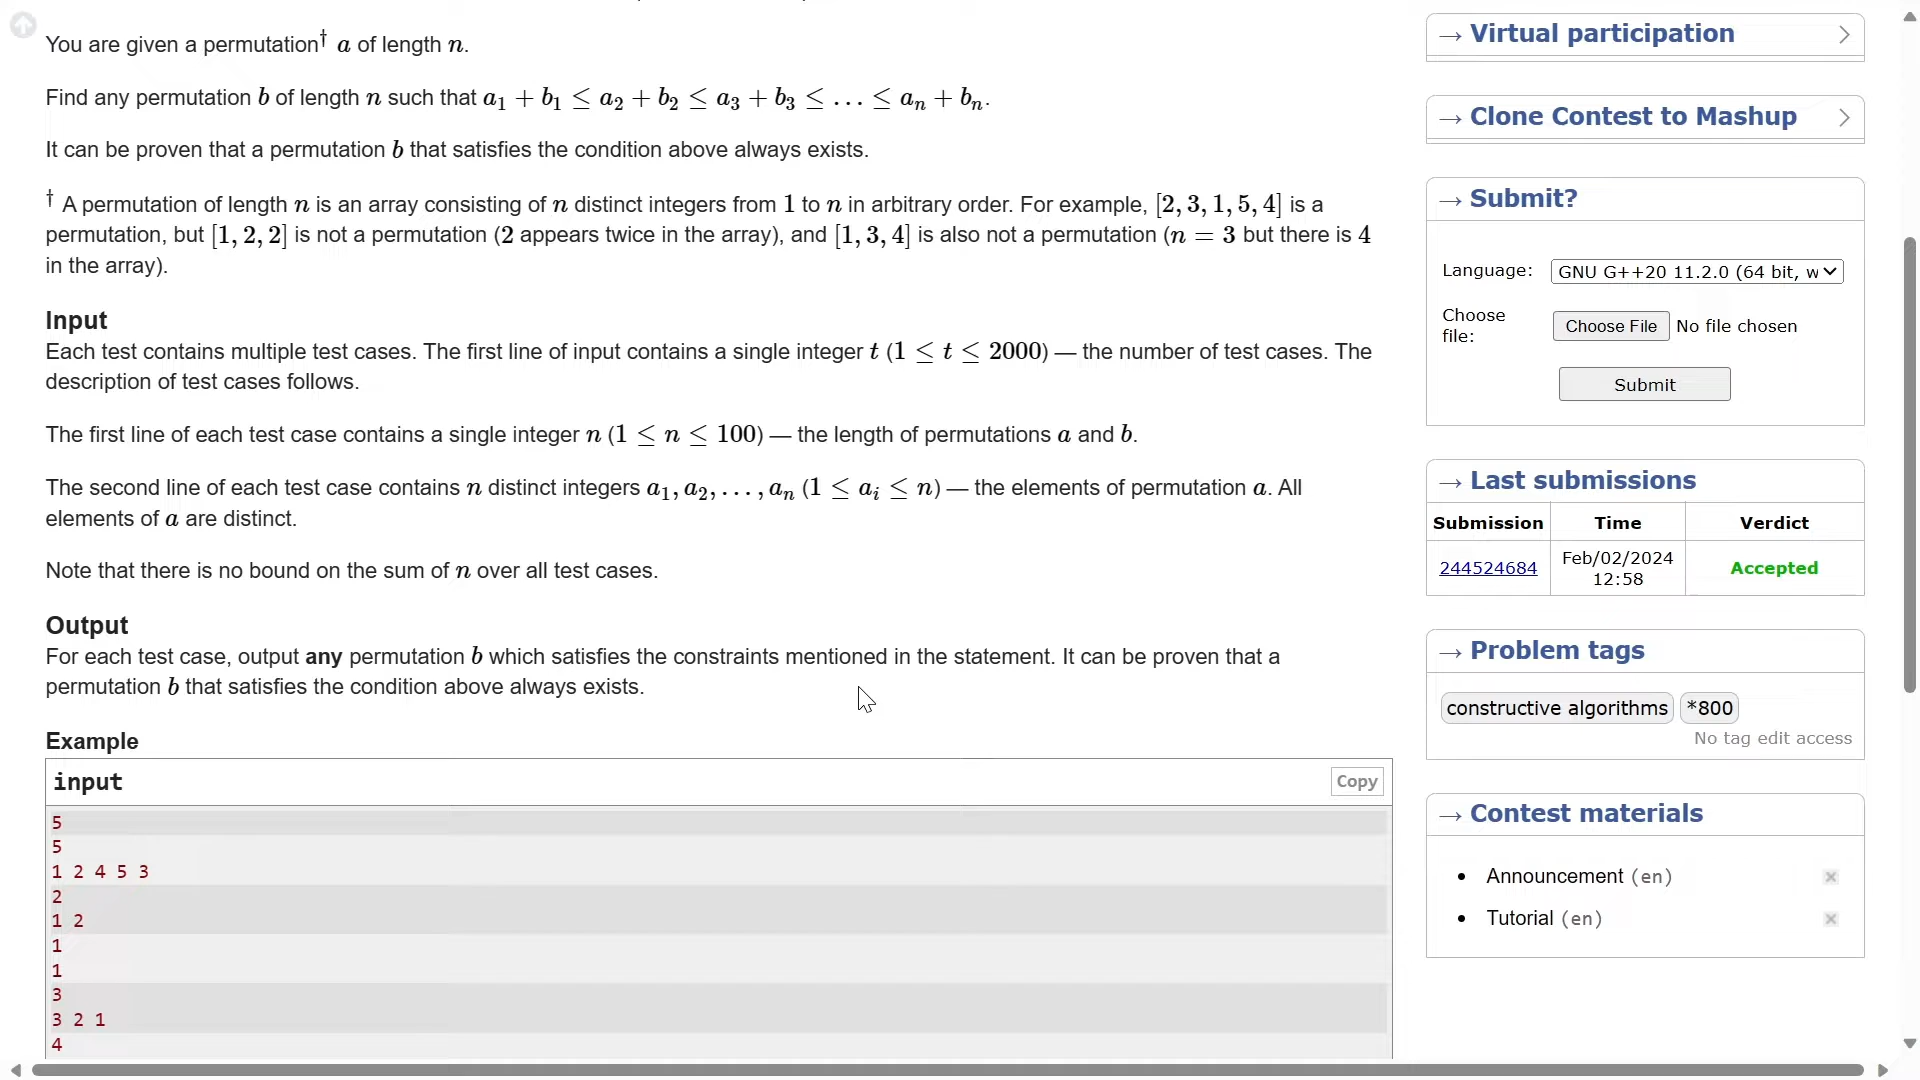 You are given a permutation† a of length n.
Find any permutation b of length n such that a₁ + b₁ ≤ a₂ + b₂ ≤ a₃ + b₃ ≤ … ≤ aₙ + bₙ.
It can be proven that a permutation b that satisfies the condition above always exists.
† A permutation of length n is an array consisting of n distinct integers from 1 to n in arbitrary order. For example, [2, 3, 1, 5, 4] is a
permutation, but [1, 2, 2] is not a permutation (2 appears twice in the array), and [1, 3, 4] is also not a permutation (n = 3 but there is 4
in the array).
Input
Each test contains multiple test cases. The first line of input contains a single integer t (1 ≤ t ≤ 2000) — the number of test cases. The
description of test cases follows.
The first line of each test case contains a single integer n (1 ≤ n ≤ 100) — the length of permutations a and b.
The second line of each test case contains n distinct integers a₁, a₂, …, aₙ (1 ≤ aᵢ ≤ n) — the elements of permutation a. All
elements of a are distinct.
Note that there is no bound on the sum of n over all test cases.
Output
For each test case, output any permutation b which satisfies the constraints mentioned in the statement. It can be proven that a
permutation b that satisfies the condition above always exists.
Example
input
Copy
5
5
1 2 4 5 3
2
1 2
1
1
3
3 2 1
4
→ Virtual participation
→ Clone Contest to Mashup
→ Submit?
Language: GNU G++20 11.2.0 (64 bit, w
Choose
file:
Choose File No file chosen
Submit
→ Last submissions
Submission Time Verdict
244524684 Feb/02/2024
12:58
Accepted
→ Problem tags
constructive algorithms *800
No tag edit access
→ Contest materials
Announcement (en)
Tutorial (en)